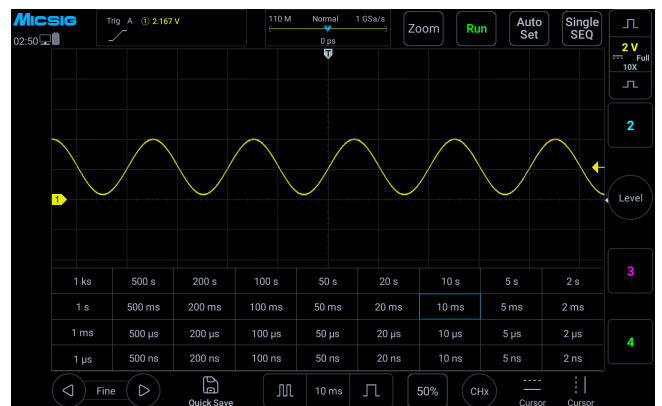 MICSIG
Trig A ① 2.167 V
110 M Normal 1 GSa/s
0 ps
T
Zoom
Run
Auto
Set
Single
SEQ
02:50
2 V
Full
10X
2
1
Level
1 ks 500 s 200 s 100 s 50 s 20 s 10 s 5 s 2 s
3
1 s 500 ms 200 ms 100 ms 50 ms 20 ms 10 ms 5 ms 2 ms
1 ms 500 µs 200 µs 100 µs 50 µs 20 µs 10 µs 5 µs 2 µs
4
1 µs 500 ns 200 ns 100 ns 50 ns 20 ns 10 ns 5 ns 2 ns
Fine
Quick Save
10 ms
50%
CHx
Cursor
Cursor